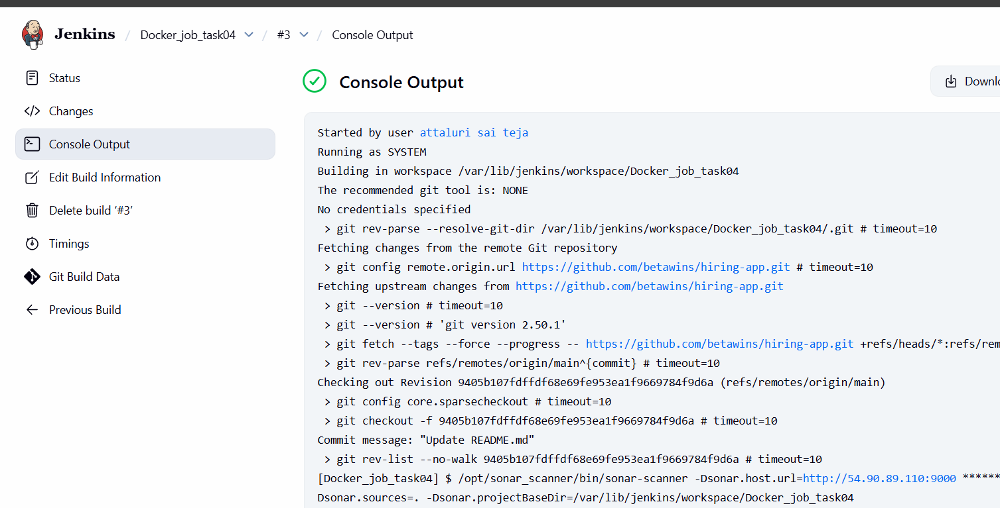 Jenkins / Docker_job_task04 / #3 / Console Output
Status
Changes
Console Output
Edit Build Information
Delete build ‘#3’
Timings
Git Build Data
Previous Build
Console Output
Started by user attaluri sai teja
Running as SYSTEM
Building in workspace /var/lib/jenkins/workspace/Docker_job_task04
The recommended git tool is: NONE
No credentials specified
> git rev-parse --resolve-git-dir /var/lib/jenkins/workspace/Docker_job_task04/.git # timeout=10
Fetching changes from the remote Git repository
> git config remote.origin.url https://github.com/betawins/hiring-app.git # timeout=10
Fetching upstream changes from https://github.com/betawins/hiring-app.git
> git --version # timeout=10
> git --version # 'git version 2.50.1'
> git fetch --tags --force --progress -- https://github.com/betawins/hiring-app.git +refs/heads/*:refs/rem
> git rev-parse refs/remotes/origin/main^{commit} # timeout=10
Checking out Revision 9405b107fdffdf68e69fe953ea1f9669784f9d6a (refs/remotes/origin/main)
> git config core.sparsecheckout # timeout=10
> git checkout -f 9405b107fdffdf68e69fe953ea1f9669784f9d6a # timeout=10
Commit message: "Update README.md"
> git rev-list --no-walk 9405b107fdffdf68e69fe953ea1f9669784f9d6a # timeout=10
[Docker_job_task04] $ /opt/sonar_scanner/bin/sonar-scanner -Dsonar.host.url=http://54.90.89.110:9000 ******
Dsonar.sources=. -Dsonar.projectBaseDir=/var/lib/jenkins/workspace/Docker_job_task04